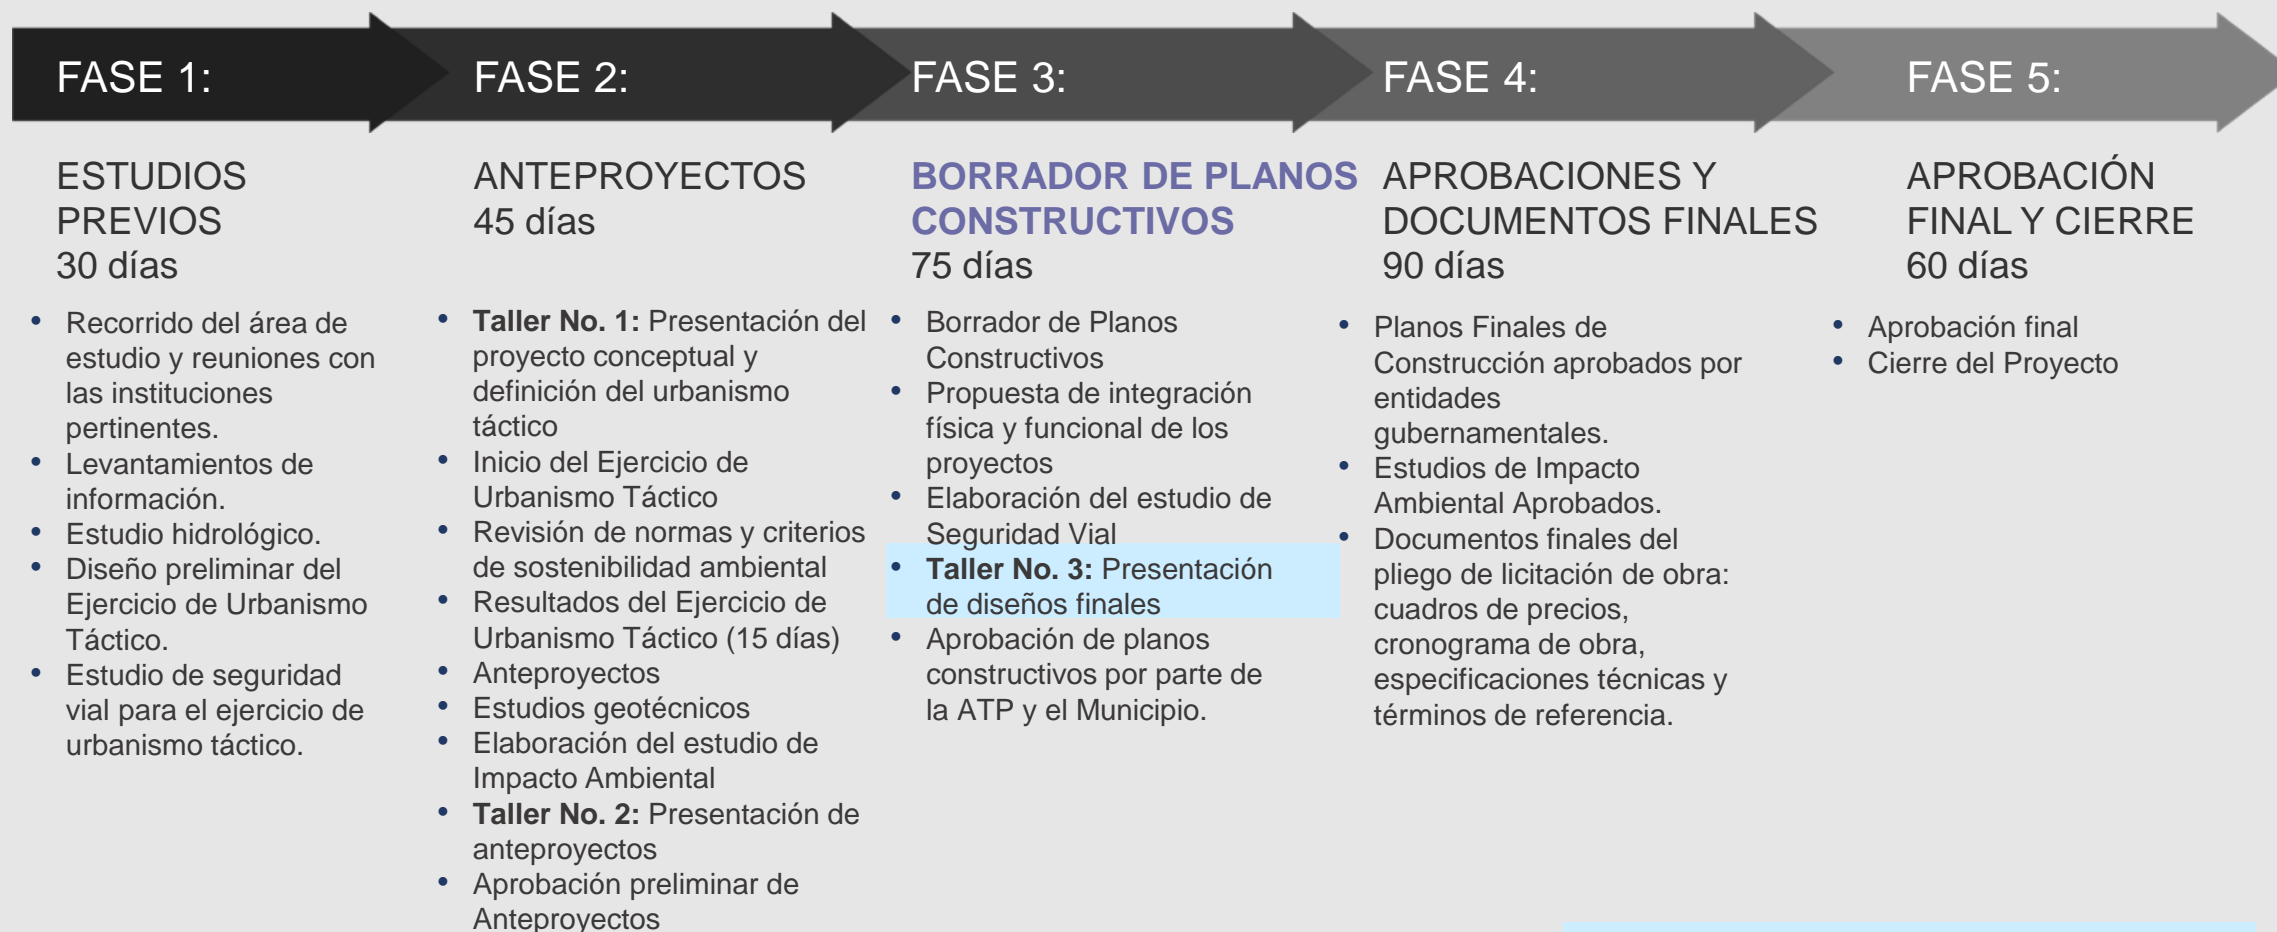 FASE 1:
FASE 2:
FASE 3:
FASE 4:
FASE 5:
ESTUDIOS
PREVIOS
30 días
• Recorrido del área de
estudio y reuniones con
las instituciones
pertinentes.
• Levantamientos de
información.
• Estudio hidrológico.
• Diseño preliminar del
Ejercicio de Urbanismo
Táctico.
• Estudio de seguridad
vial para el ejercicio de
urbanismo táctico.
ANTEPROYECTOS
45 días
• Taller No. 1: Presentación del
proyecto conceptual y
definición del urbanismo
táctico
• Inicio del Ejercicio de
Urbanismo Táctico
• Revisión de normas y criterios
de sostenibilidad ambiental
• Resultados del Ejercicio de
Urbanismo Táctico (15 días)
• Anteproyectos
• Estudios geotécnicos
• Elaboración del estudio de
Impacto Ambiental
• Taller No. 2: Presentación de
anteproyectos
• Aprobación preliminar de
Anteproyectos
BORRADOR DE PLANOS
CONSTRUCTIVOS
75 días
• Borrador de Planos
Constructivos
• Propuesta de integración
física y funcional de los
proyectos
• Elaboración del estudio de
Seguridad Vial
• Taller No. 3: Presentación
de diseños finales
• Aprobación de planos
constructivos por parte de
la ATP y el Municipio.
APROBACIONES Y
DOCUMENTOS FINALES
90 días
• Planos Finales de
Construcción aprobados por
entidades
gubernamentales.
• Estudios de Impacto
Ambiental Aprobados.
• Documentos finales del
pliego de licitación de obra:
cuadros de precios,
cronograma de obra,
especificaciones técnicas y
términos de referencia.
APROBACIÓN
FINAL Y CIERRE
60 días
• Aprobación final
• Cierre del Proyecto